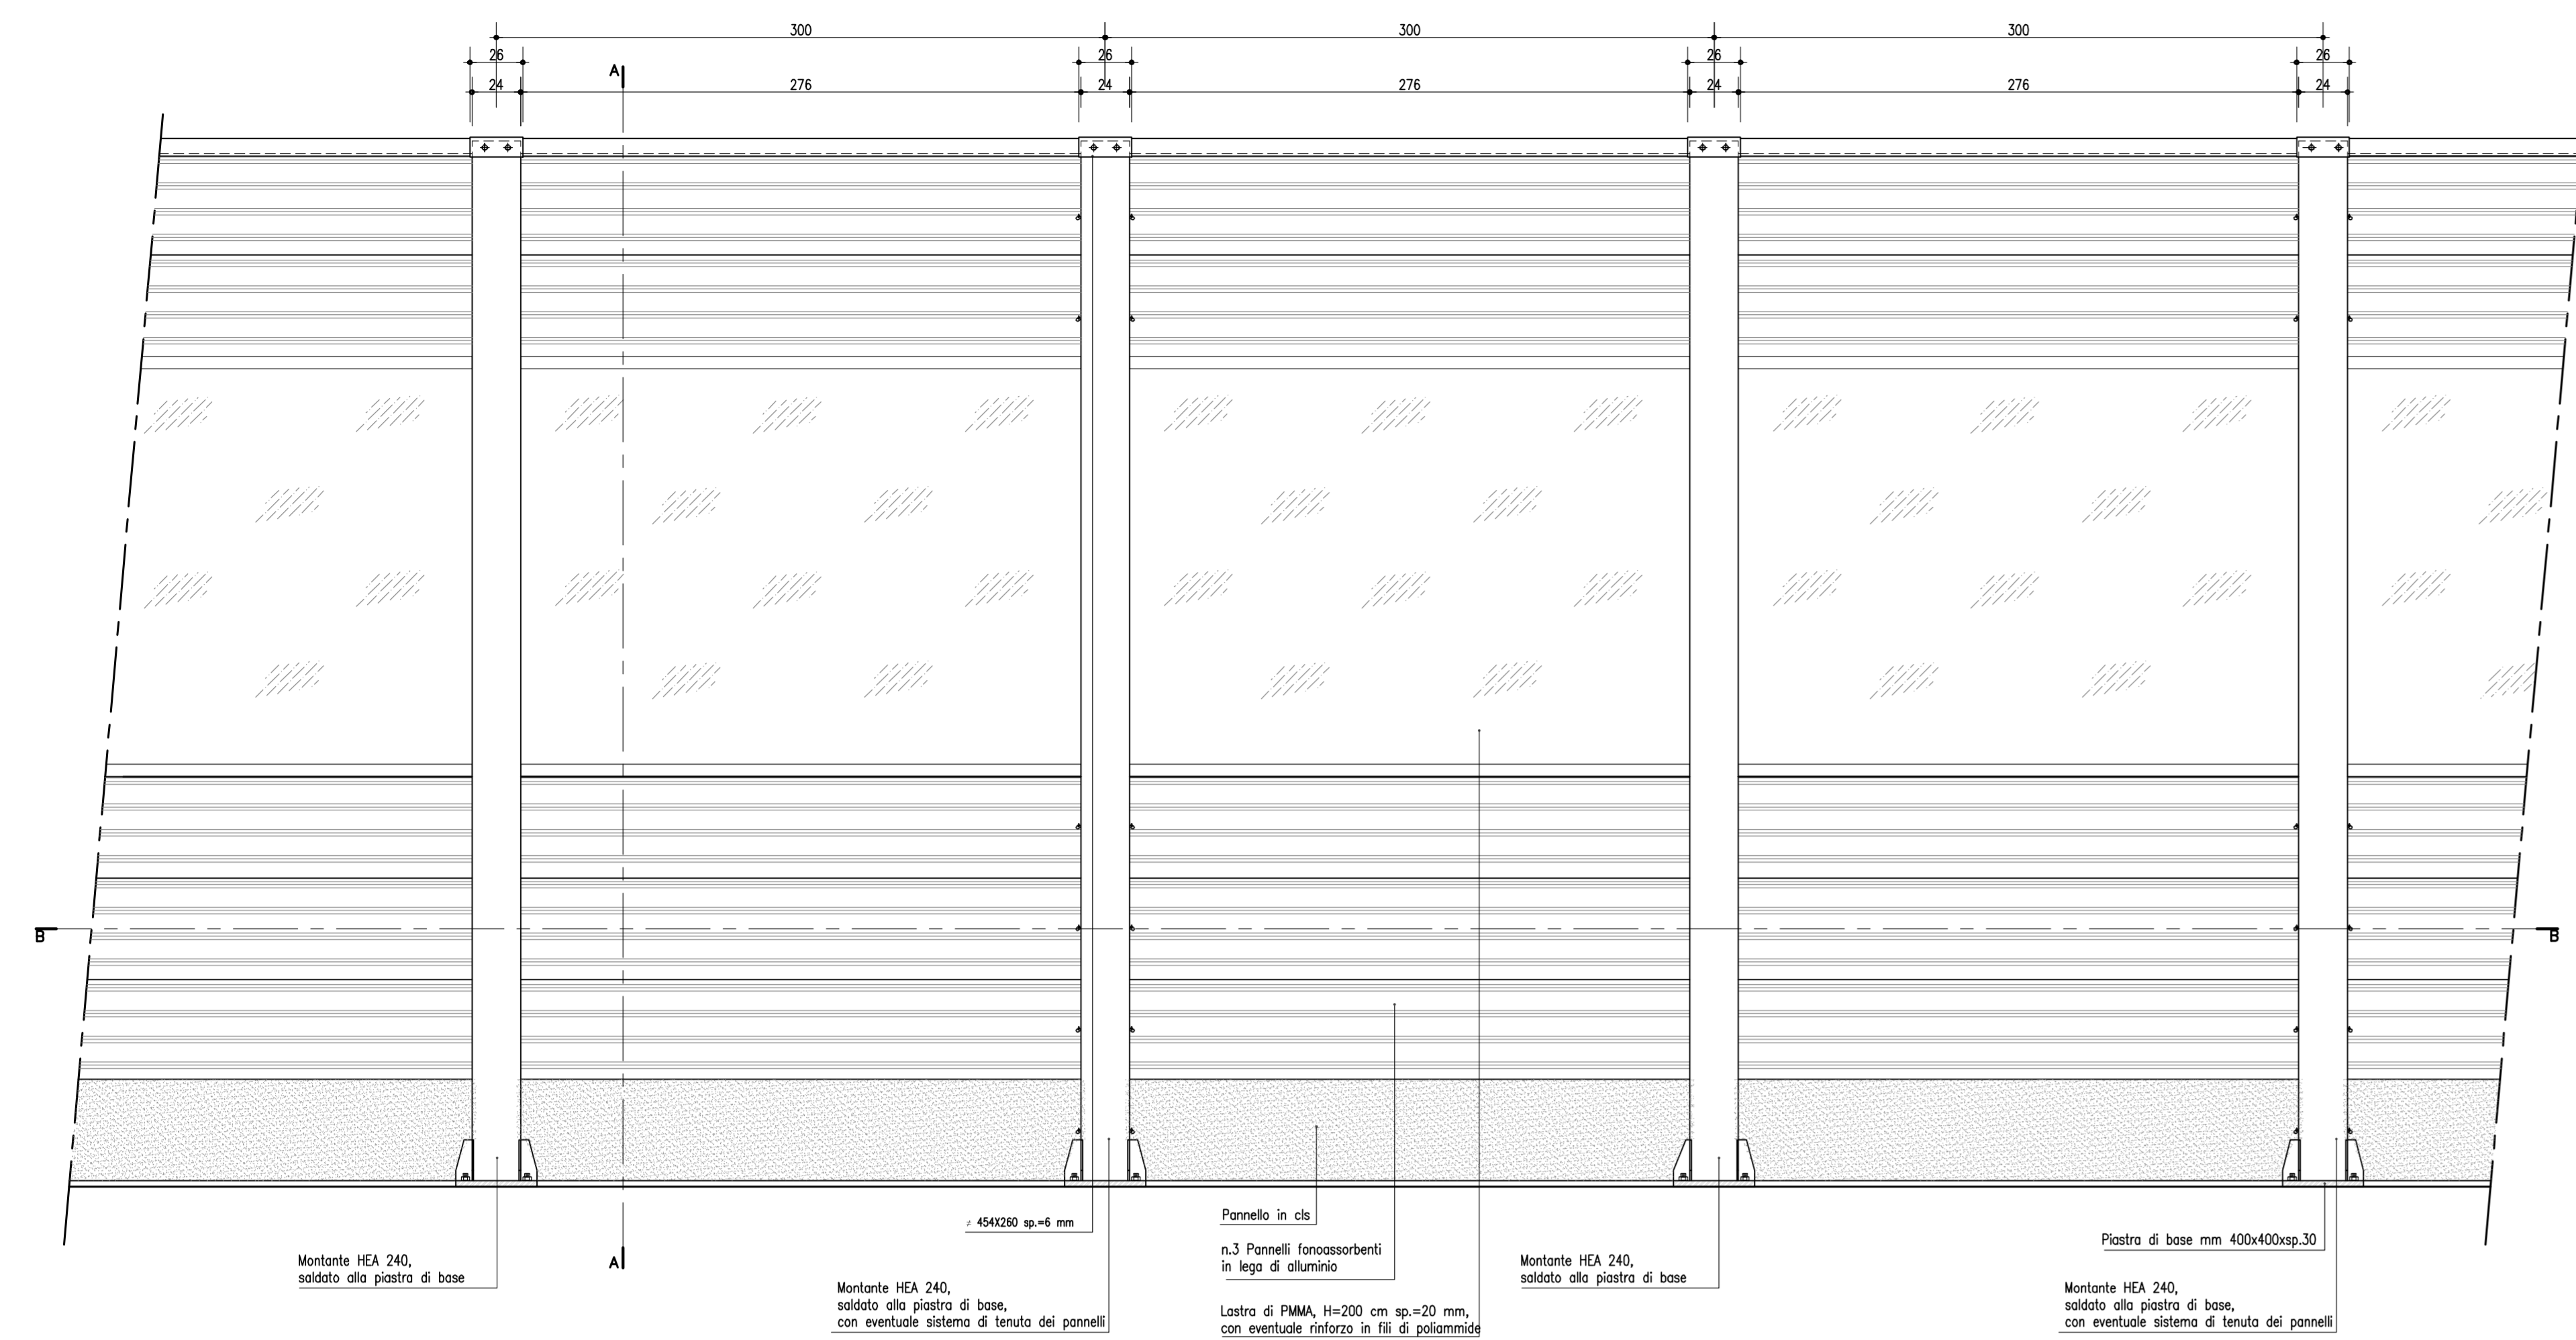 300
300
300
26
26
26
26
A
24
276
24
276
24
276
24
B
B
⌿ 454X260 sp.=6 mm
Pannello in cls
n.3 Pannelli fonoassorbenti
in lega di alluminio
Piastra di base mm 400x400xsp.30
Montante HEA 240,
saldato alla piastra di base
A
Montante HEA 240,
saldato alla piastra di base
Montante HEA 240,
saldato alla piastra di base,
con eventuale sistema di tenuta dei pannelli
Lastra di PMMA, H=200 cm sp.=20 mm,
con eventuale rinforzo in fili di poliammide
Montante HEA 240,
saldato alla piastra di base,
con eventuale sistema di tenuta dei pannelli